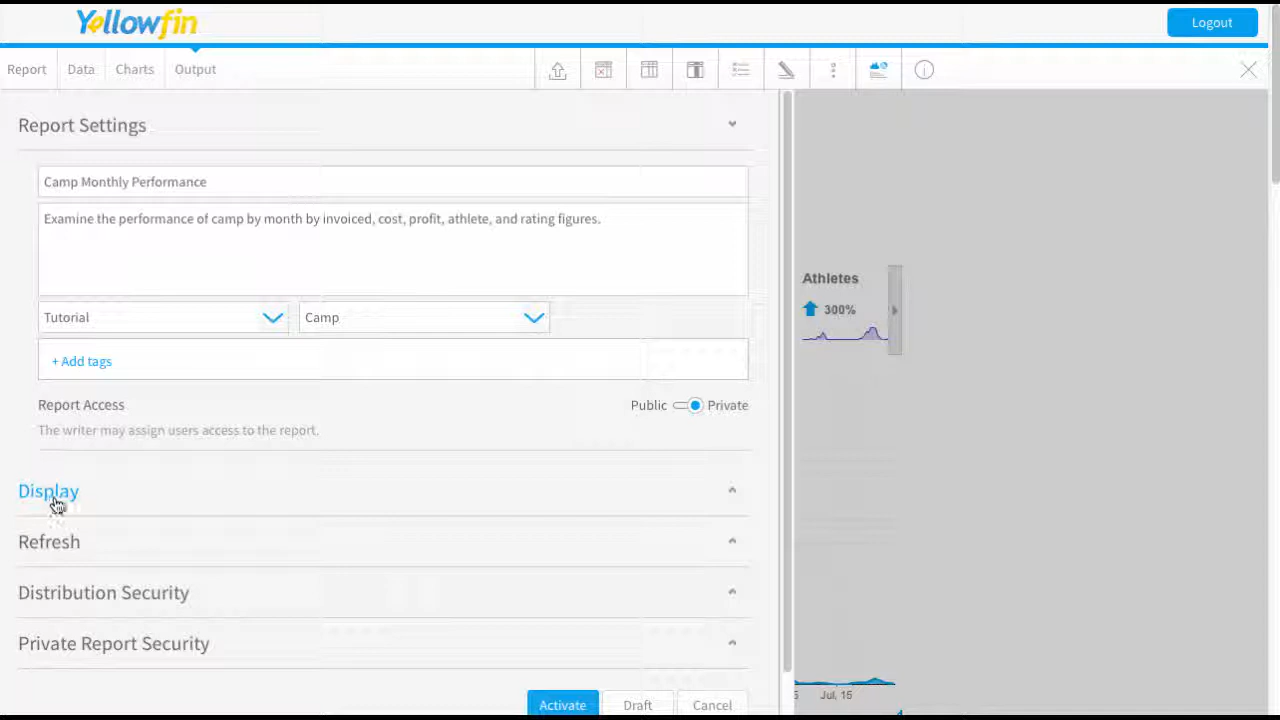 Yellowfin
Logout
Report Data Charts Output
Report Settings
Camp Monthly Performance
Examine the performance of camp by month by invoiced, cost, profit, athlete, and rating figures.
Tutorial Camp
+ Add tags
Report Access Public Private
The writer may assign users access to the report.
Display
Refresh
Distribution Security
Private Report Security
Activate Draft Cancel
Athletes
300%
5 Jul, 15